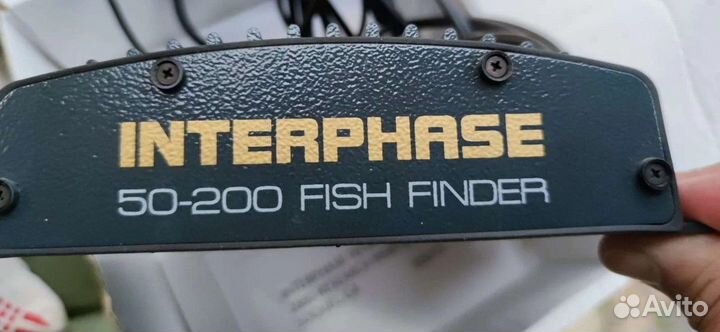 INTERPHASE
50-200 FISH FINDER
Avito